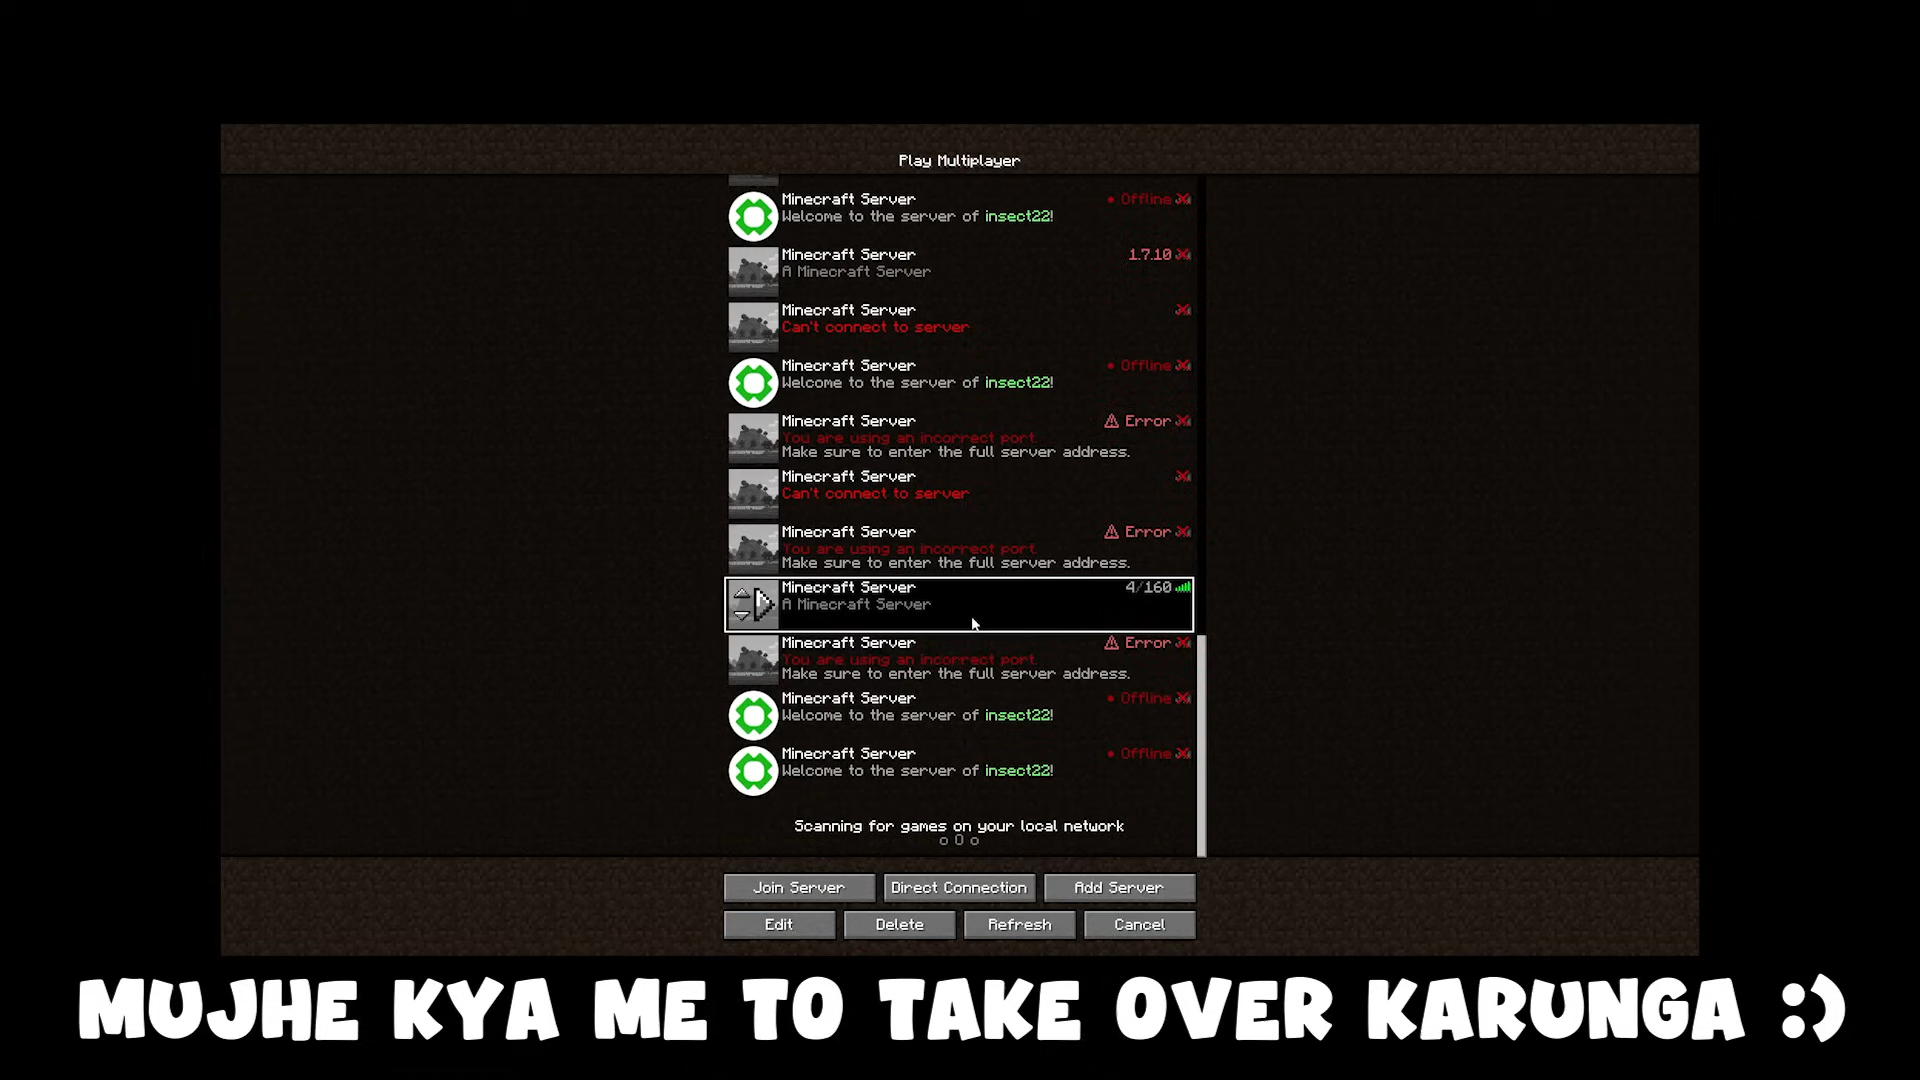 Play Multiplayer
Minecraft Server
• Offline
Welcome to the server of insect22!
Minecraft Server
1.7.10
A Minecraft Server
Minecraft Server
Can't connect to server
Minecraft Server
• Offline
Welcome to the server of insect22!
Minecraft Server
⚠ Error
You are using an incorrect port.
Make sure to enter the full server address.
Minecraft Server
Can't connect to server
Minecraft Server
⚠ Error
You are using an incorrect port.
Make sure to enter the full server address.
Minecraft Server
4/160
A Minecraft Server
Minecraft Server
⚠ Error
You are using an incorrect port.
Make sure to enter the full server address.
Minecraft Server
• Offline
Welcome to the server of insect22!
Minecraft Server
• Offline
Welcome to the server of insect22!
Scanning for games on your local network
o O o
Join Server
Direct Connection
Add Server
Edit
Delete
Refresh
Cancel
MUJHE KYA ME TO TAKE OVER KARUNGA :)